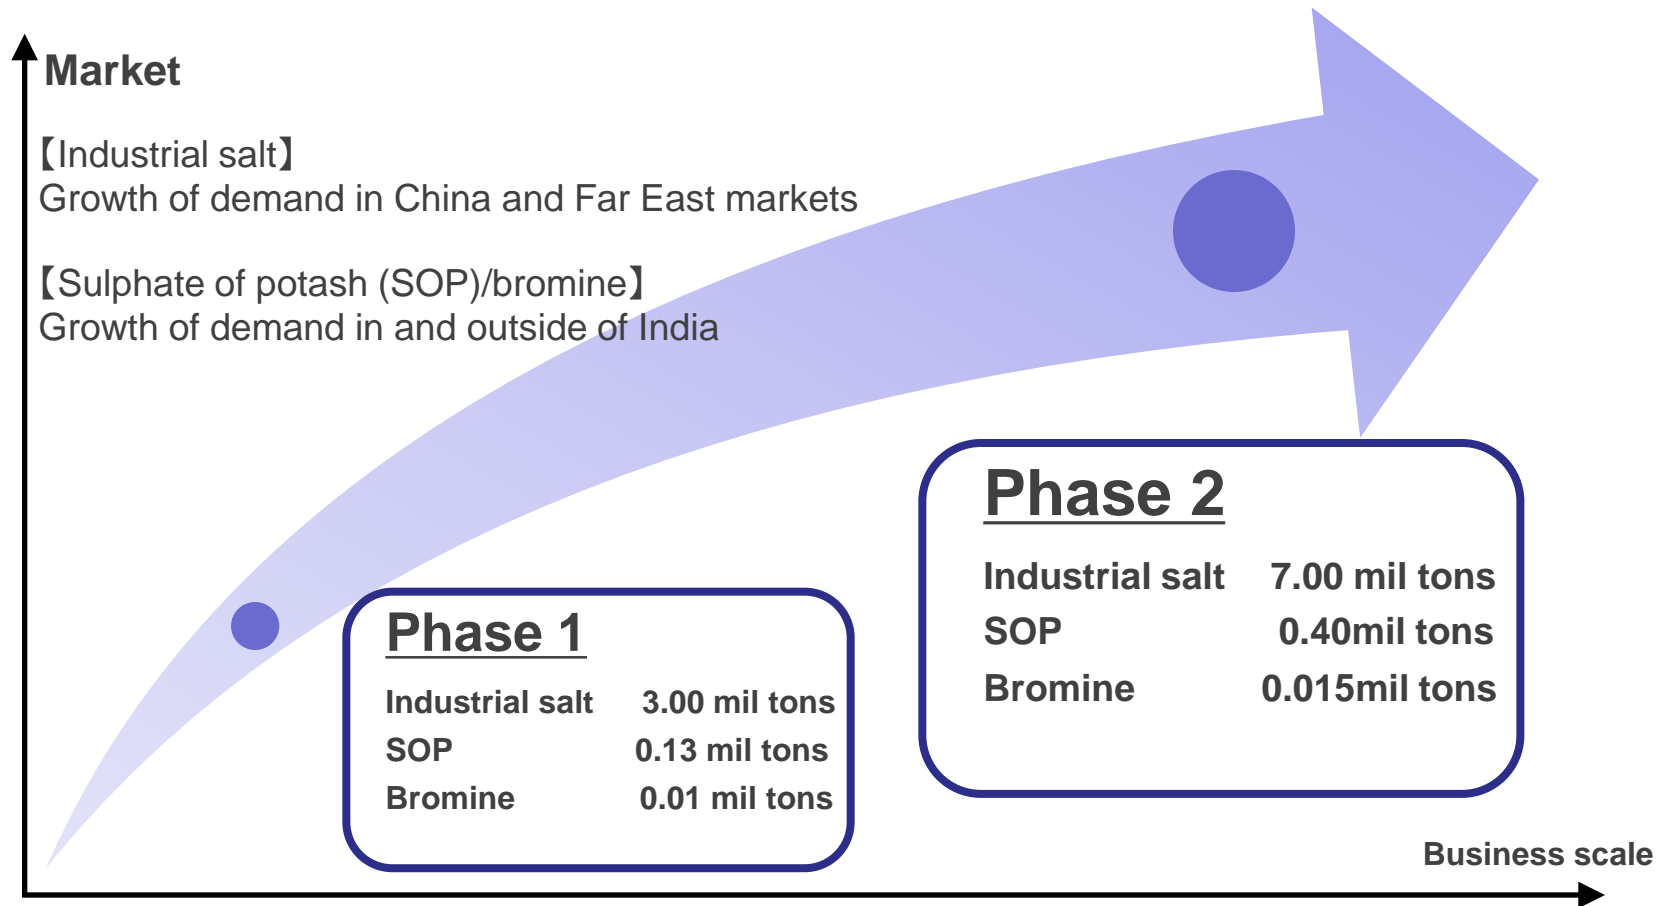 Market
【Industrial salt】
Growth of demand in China and Far East markets
【Sulphate of potash (SOP)/bromine】
Growth of demand in and outside of India
Phase 1
Industrial salt 3.00 mil tons
SOP 0.13 mil tons
Bromine 0.01 mil tons
Phase 2
Industrial salt 7.00 mil tons
SOP 0.40mil tons
Bromine 0.015mil tons
Business scale